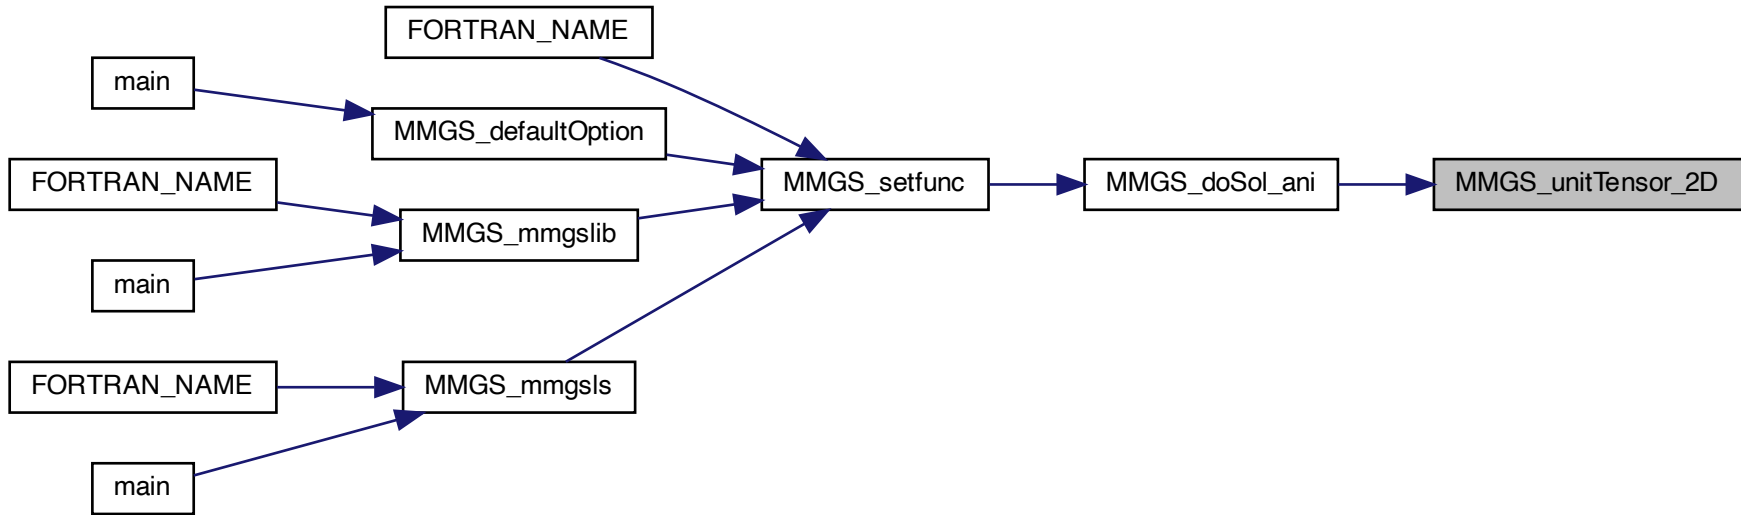 FORTRAN_NAME
main
MMGS_defaultOption
FORTRAN_NAME
MMGS_setfunc
MMGS_doSol_ani
MMGS_unitTensor_2D
MMGS_mmgslib
main
FORTRAN_NAME
MMGS_mmgsls
main